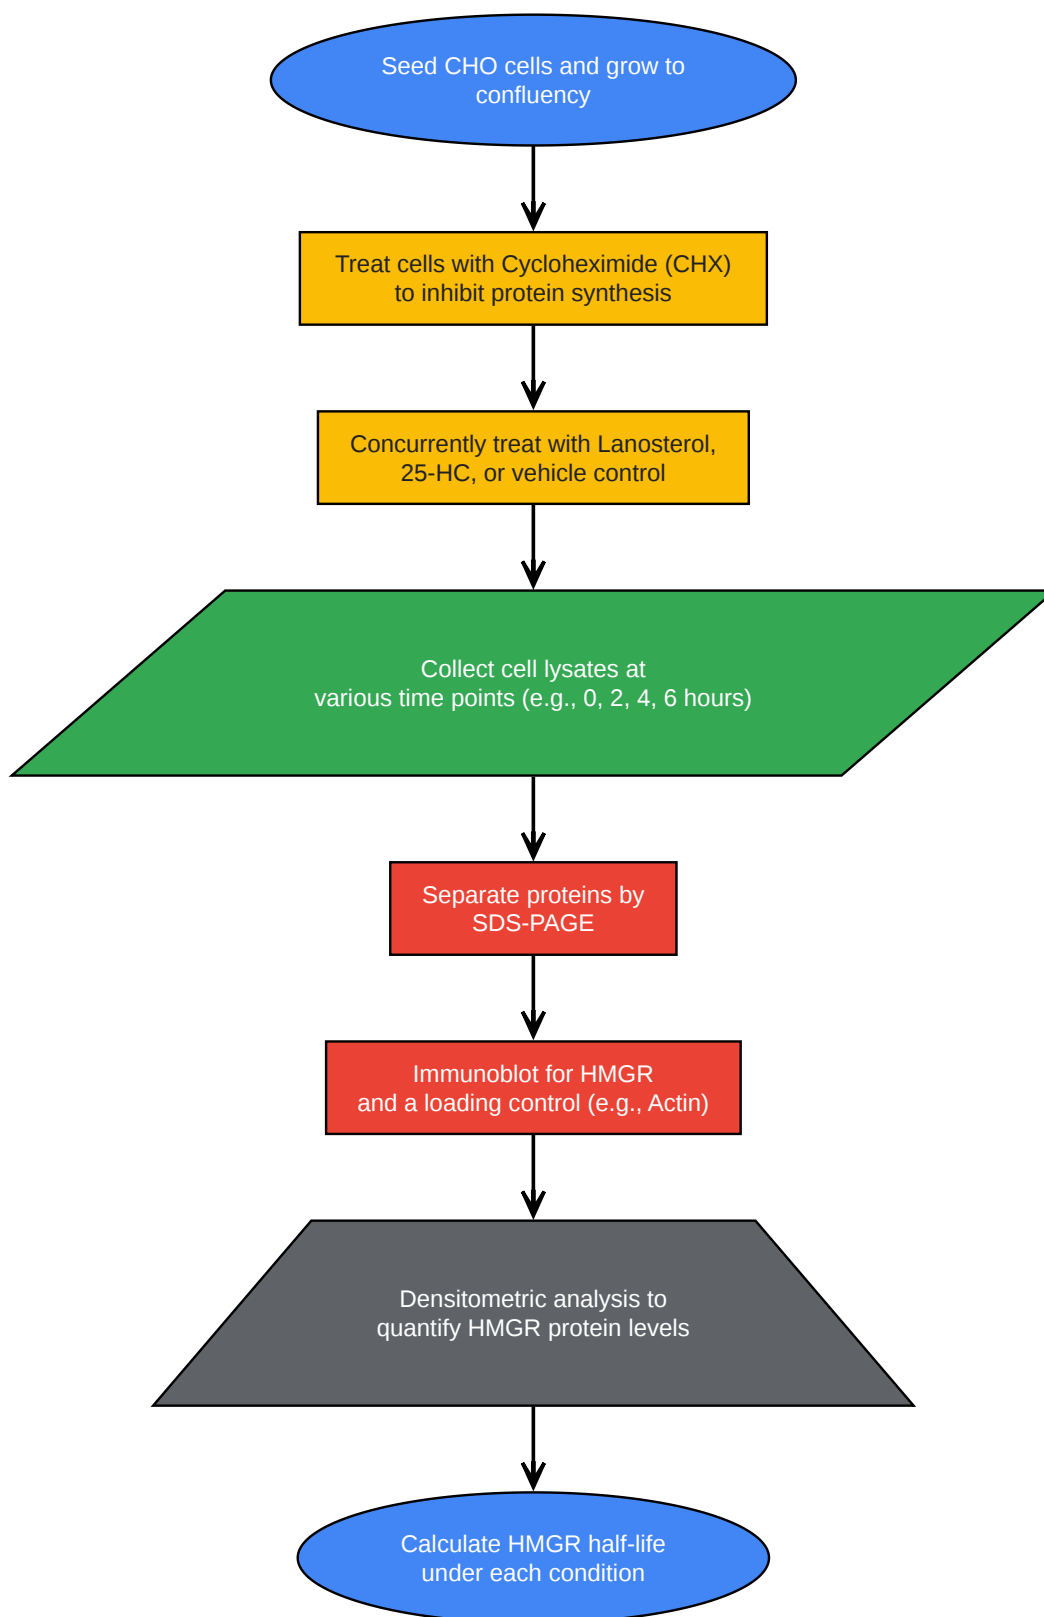 Seed CHO cells and grow to
confluency
Treat cells with Cycloheximide (CHX)
to inhibit protein synthesis
Concurrently treat with Lanosterol,
25-HC, or vehicle control
Collect cell lysates at
various time points (e.g., 0, 2, 4, 6 hours)
Separate proteins by
SDS-PAGE
Immunoblot for HMGR
and a loading control (e.g., Actin)
Densitometric analysis to
quantify HMGR protein levels
Calculate HMGR half-life
under each condition